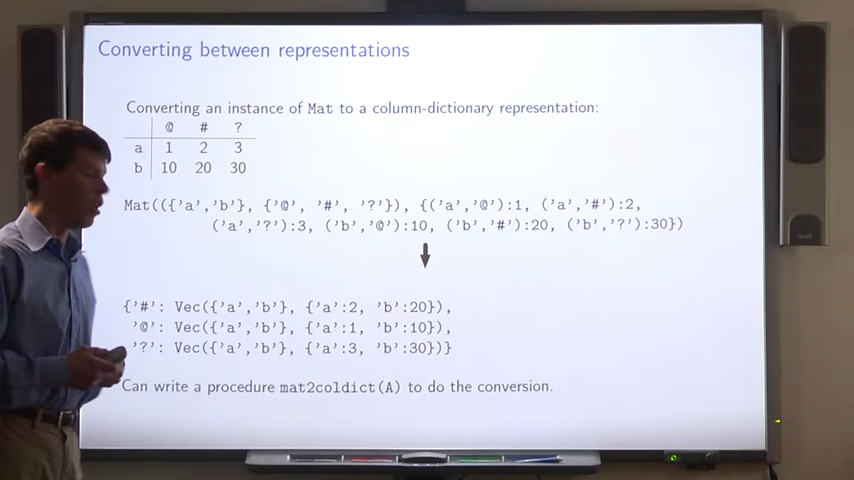 Converting between representations
Converting an instance of Mat to a column-dictionary representation:
@ # ?
a 1 2 3
b 10 20 30
Mat(({'a','b'}, {'@', '#', '?'}), {('a','@'):1, ('a','#'):2,
('a','?'):3, ('b','@'):10, ('b','#'):20, ('b','?'):30})
{'#': Vec({'a','b'}, {'a':2, 'b':20}),
'@': Vec({'a','b'}, {'a':1, 'b':10}),
'?': Vec({'a','b'}, {'a':3, 'b':30})}
Can write a procedure mat2coldict(A) to do the conversion.